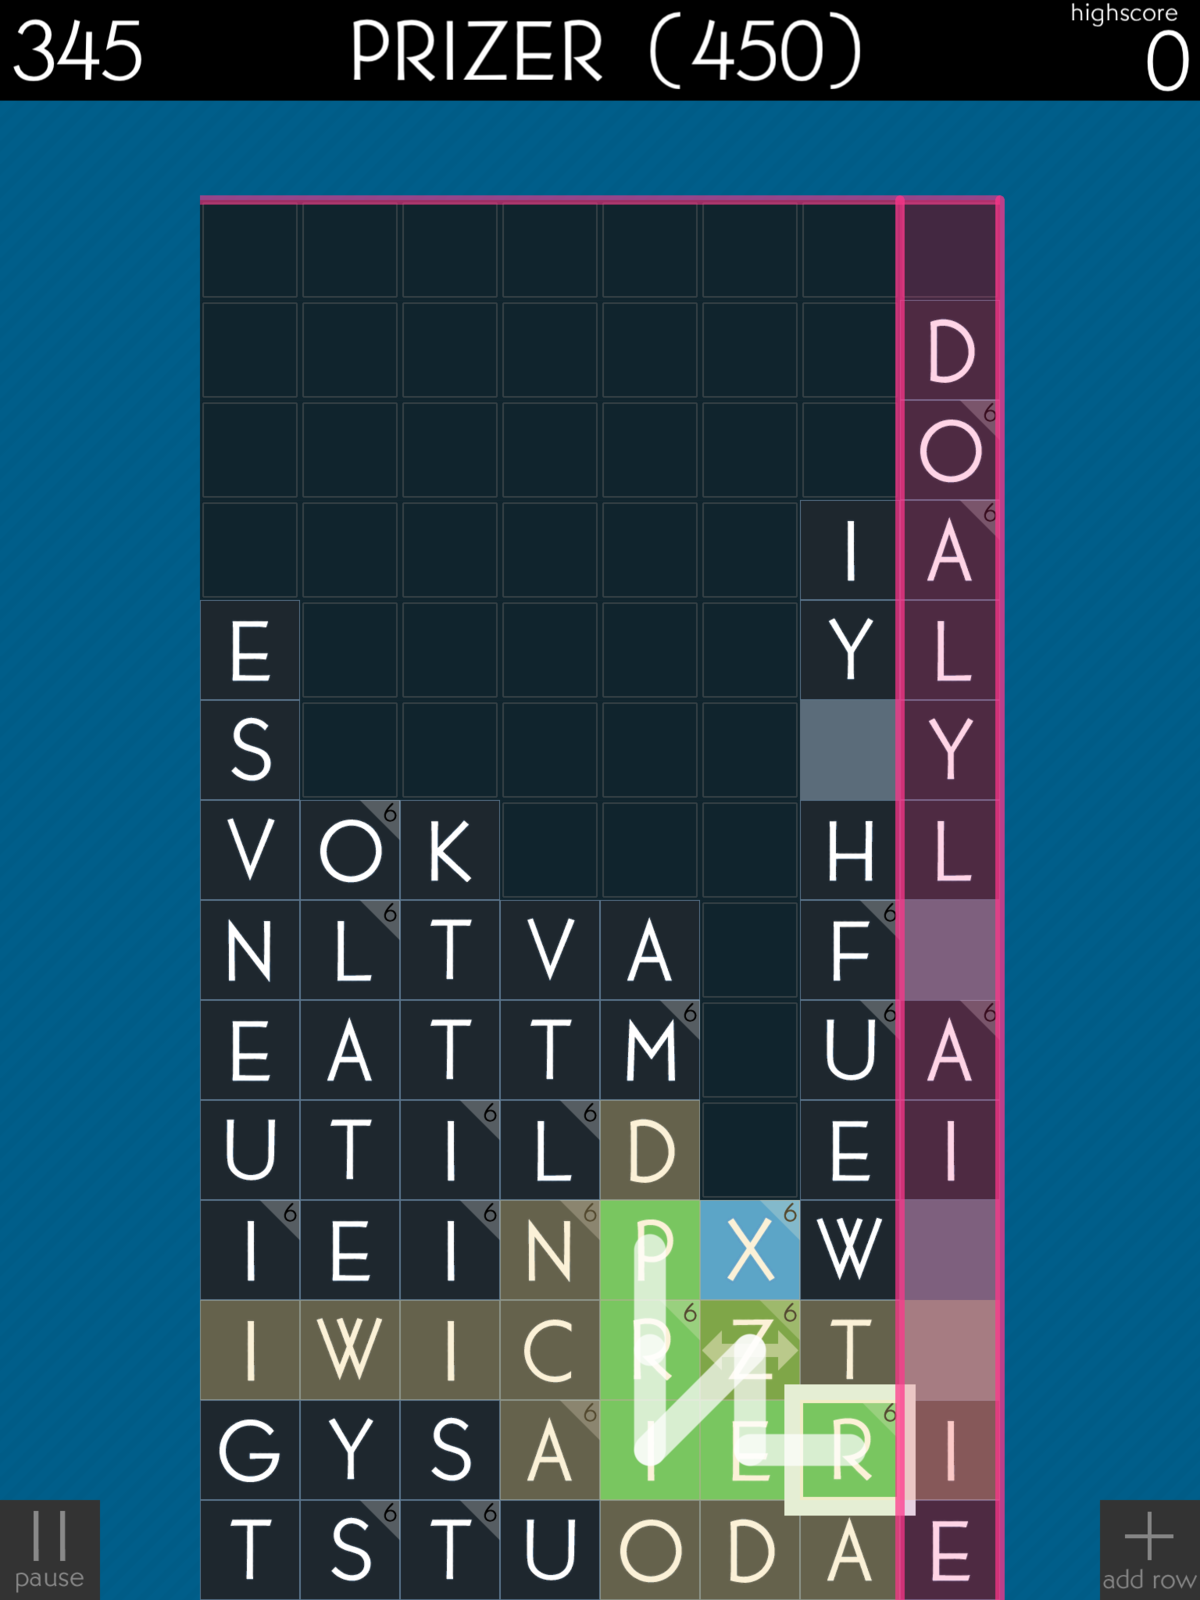 345 PRIZER (450) highscore 0
D
O 6
I A 6
E Y L
S Y
V O 6 K H L
N L 6 T V A F 6
E A T T M 6 U 6 A 6
U T I 6 L 6 D E I
I 6 E I 6 N 6 P X 6 W
I W I C R 6 Z 6 T
G Y S A 6 I E R 6 I
T S 6 T 6 U O D A E
pause
add row